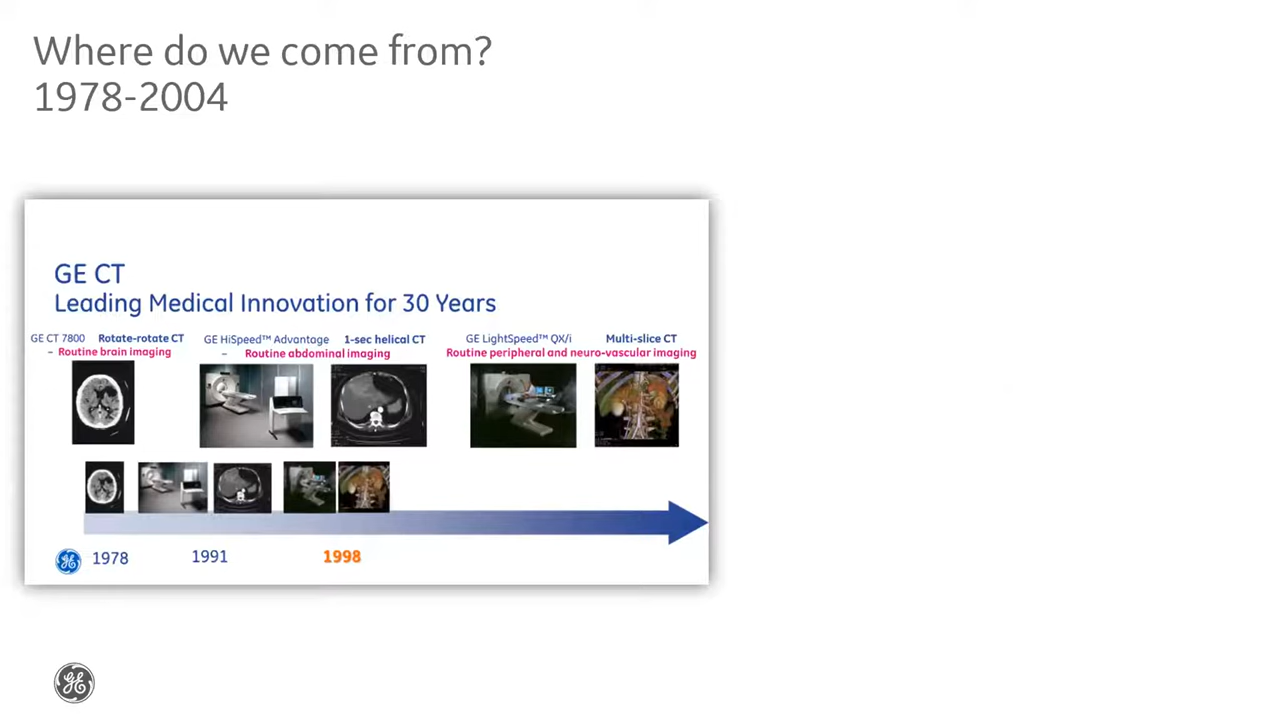 Where do we come from?
1978-2004
GE CT
Leading Medical Innovation for 30 Years
GE CT 7800 Rotate-rotate CT
– Routine brain imaging
GE HiSpeed™ Advantage 1-sec helical CT
– Routine abdominal imaging
GE LightSpeed™ QX/i Multi-slice CT
Routine peripheral and neuro-vascular imaging
1978 1991 1998
GE
GE